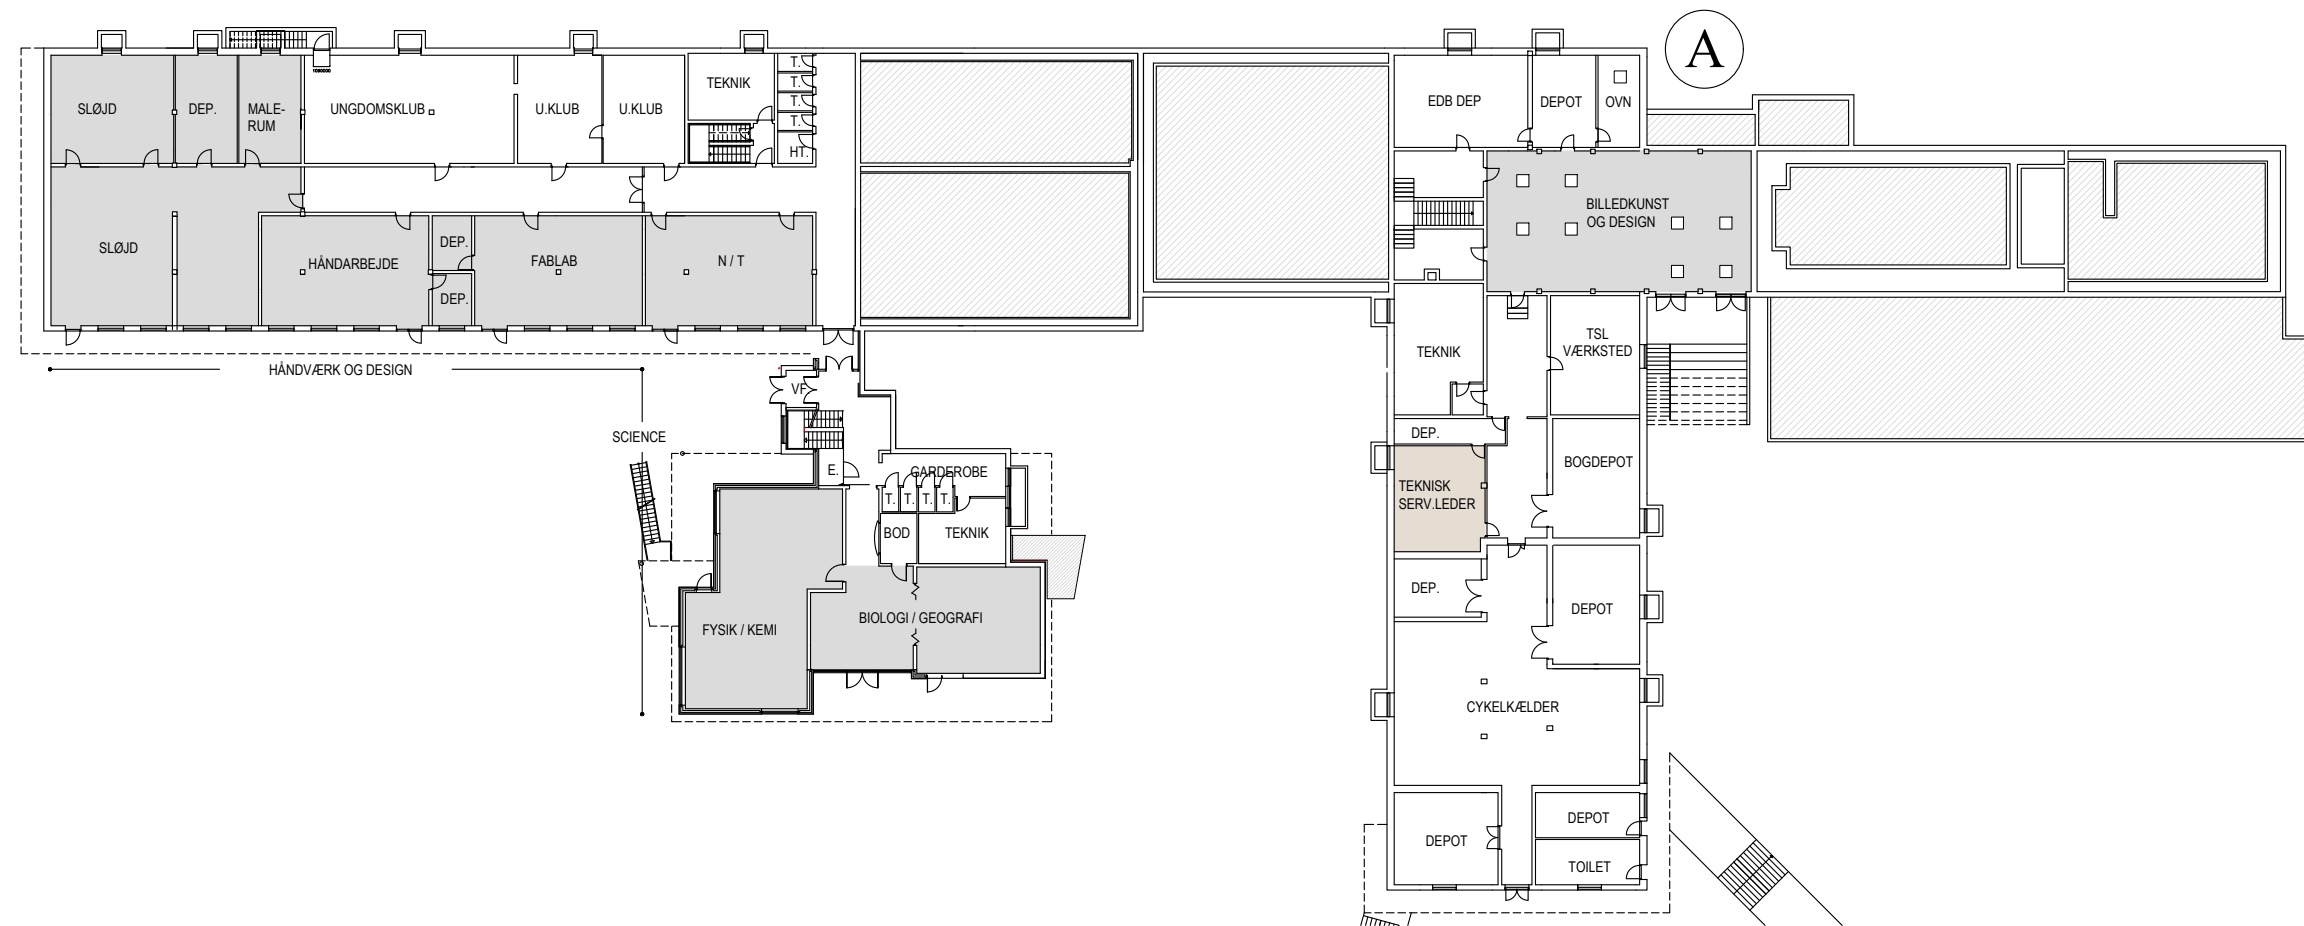 A
SLØJD
DEP.
MALE-
RUM
UNGDOMSKLUB
U.KLUB
U.KLUB
TEKNIK
T.
T.
T.
T.
HT.
SLØJD
HÅNDARBEJDE
DEP.
DEP.
FABLAB
N / T
HÅNDVÆRK OG DESIGN
SCIENCE
VF
E.
GARDEROBE
T.
T.
T.
T.
BOD
TEKNIK
FYSIK / KEMI
BIOLOGI / GEOGRAFI
EDB DEP
DEPOT
OVN
BILLEDKUNST
OG DESIGN
TEKNIK
TSL
VÆRKSTED
DEP.
BOGDEPOT
TEKNISK
SERV.LEDER
DEP.
DEPOT
CYKELKÆLDER
DEPOT
DEPOT
TOILET